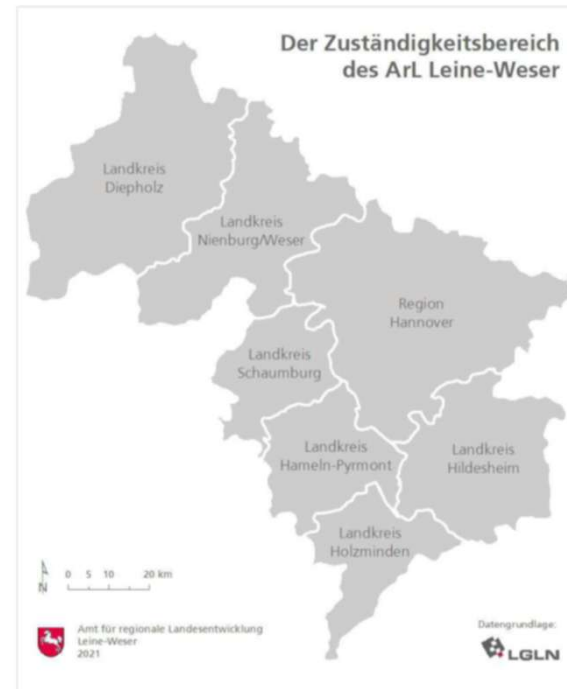 Der Zuständigkeitsbereich
des ArL Leine-Weser
Landkreis
Diepholz
Landkreis
Nienburg/Weser
Region
Hannover
Landkreis
Schaumburg
Landkreis
Hameln-Pyrmont
Landkreis
Hildesheim
Landkreis
Holzminden
N
0 5 10 20 km
Amt für regionale Landesentwicklung
Leine-Weser
2021
Datengrundlage:
LGLN